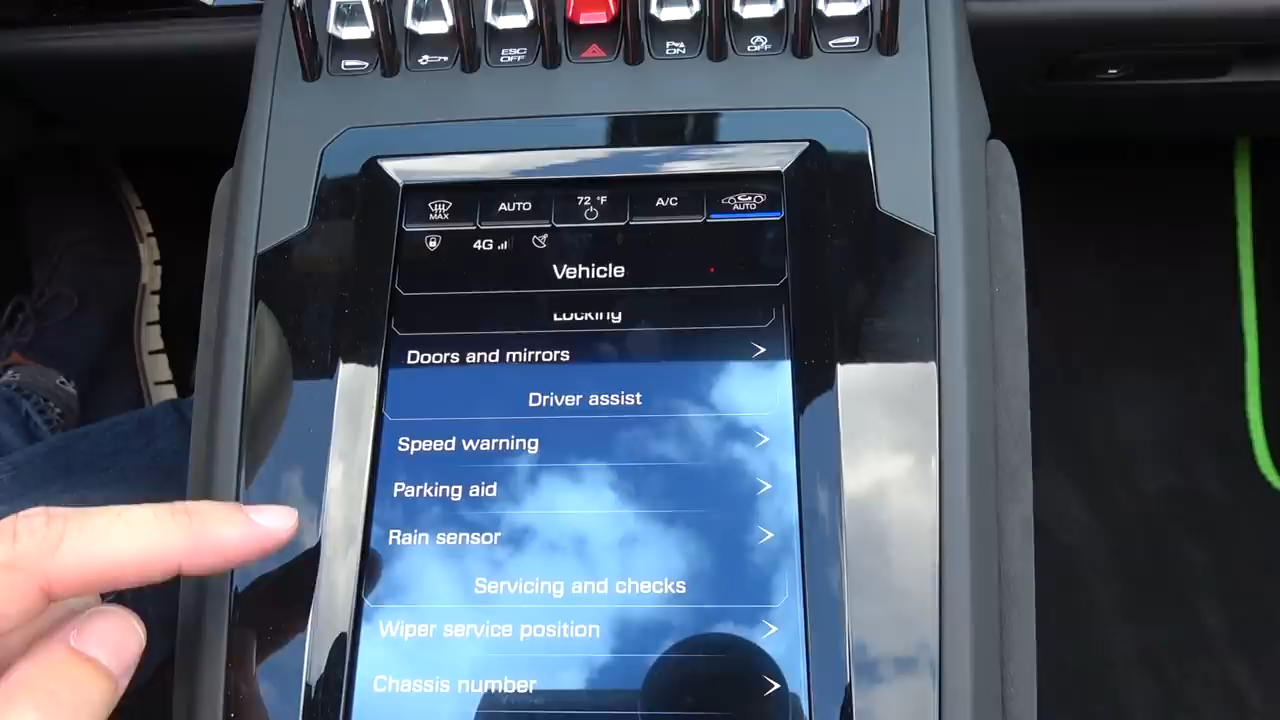 ESC
OFF
P
ON
A
OFF
MAX
AUTO
72 °F
A/C
AUTO
4G
Vehicle
Locking
Doors and mirrors
Driver assist
Speed warning
Parking aid
Rain sensor
Servicing and checks
Wiper service position
Chassis number